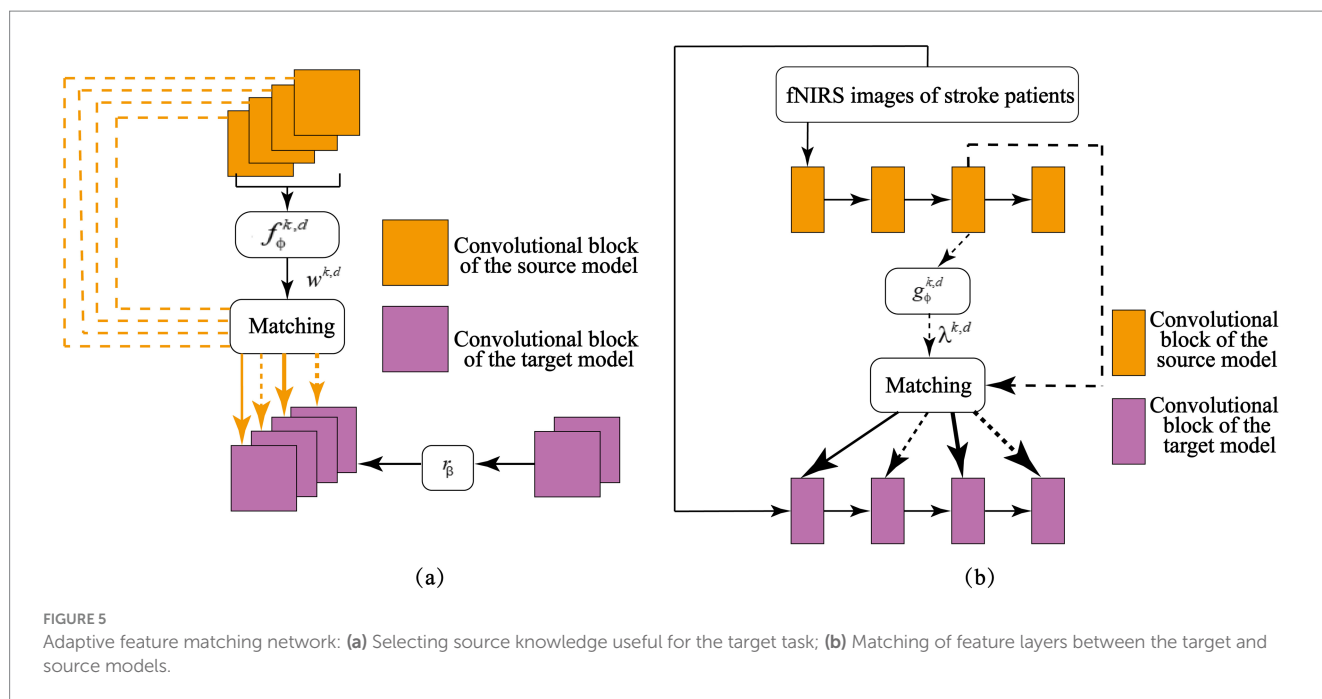 f_ϕ^{k,d}
w^{k,d}
Matching
Convolutional block
of the source model
Convolutional block
of the target model
r_β
(a)
fNIRS images of stroke patients
g_ϕ^{k,d}
λ^{k,d}
Matching
Convolutional
block of the
source model
Convolutional
block of the
target model
(b)
FIGURE 5
Adaptive feature matching network: (a) Selecting source knowledge useful for the target task; (b) Matching of feature layers between the target and
source models.